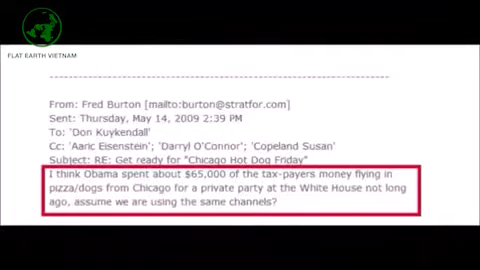 FLAT EARTH VIETNAM
From: Fred Burton [mailto:burton@stratfor.com]
Sent: Thursday, May 14, 2009 2:39 PM
To: 'Don Kuykendall'
Cc: 'Aaric Eisenstein'; 'Darryl O'Connor'; 'Copeland Susan'
Subject: RE: Get ready for "Chicago Hot Dog Friday"
I think Obama spent about $65,000 of the tax-payers money flying in
pizza/dogs from Chicago for a private party at the White House not long
ago, assume we are using the same channels?